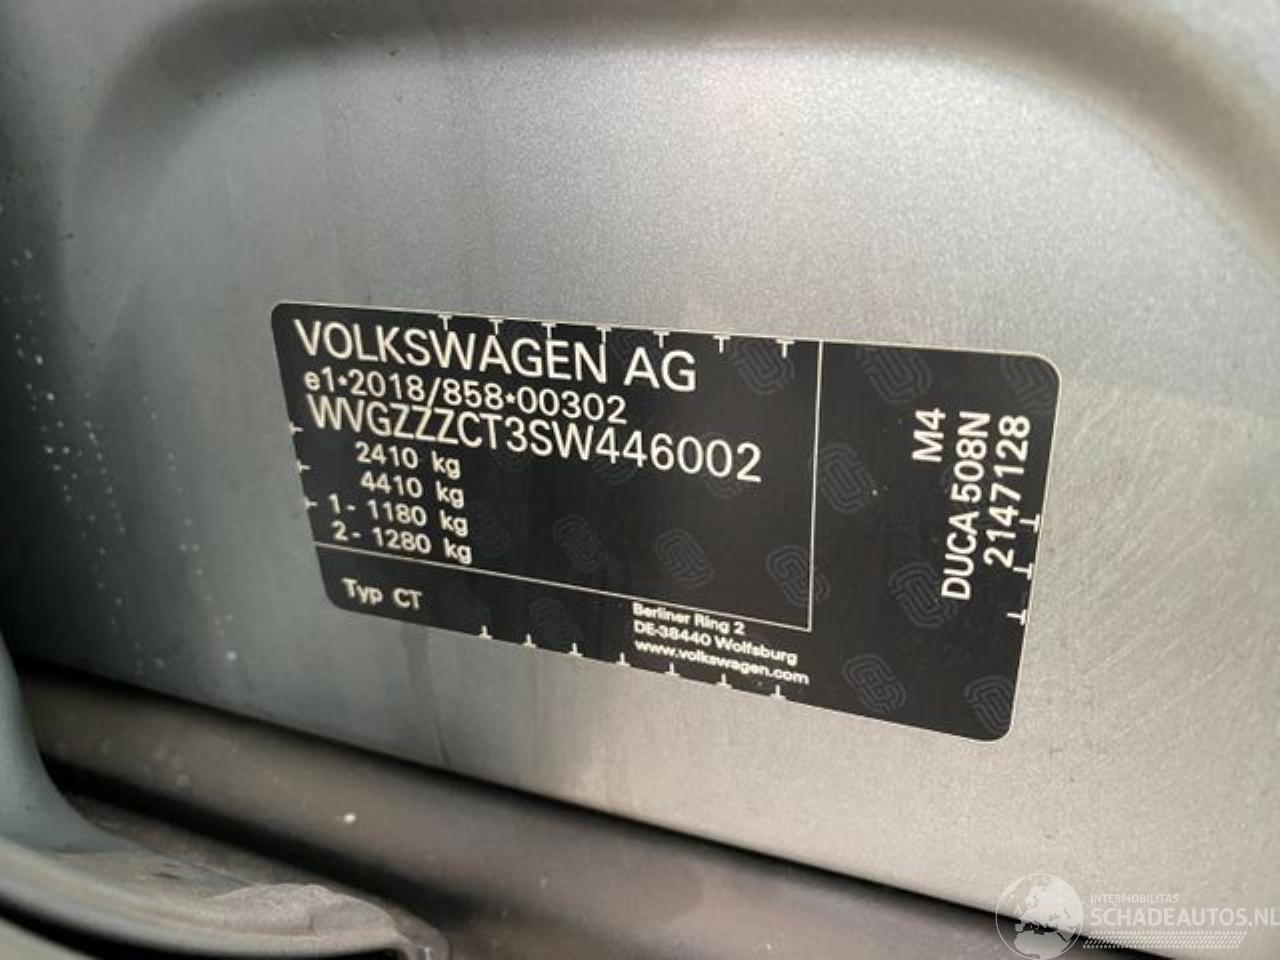 VOLKSWAGEN AG
e1*2018/858*00302
WVGZZZCT3SW446002
2410 kg
4410 kg
1- 1180 kg
2- 1280 kg
Typ CT
Berliner Ring 2
DE-38440 Wolfsburg
www.volkswagen.com
M4
DUCA 508N
2147128
INTERMOBILITAS
SCHADEAUTOS.NL